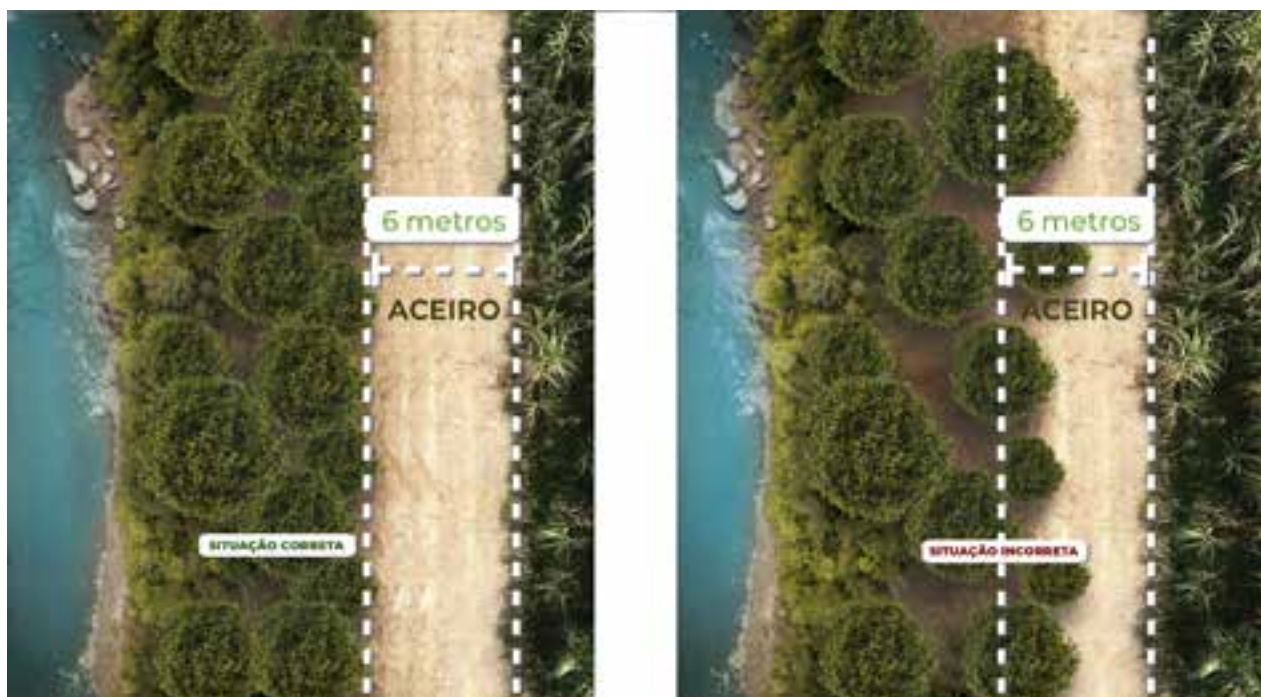 6 metros
ACEIRO
SITUAÇÃO CORRETA
6 metros
ACEIRO
SITUAÇÃO INCORRETA